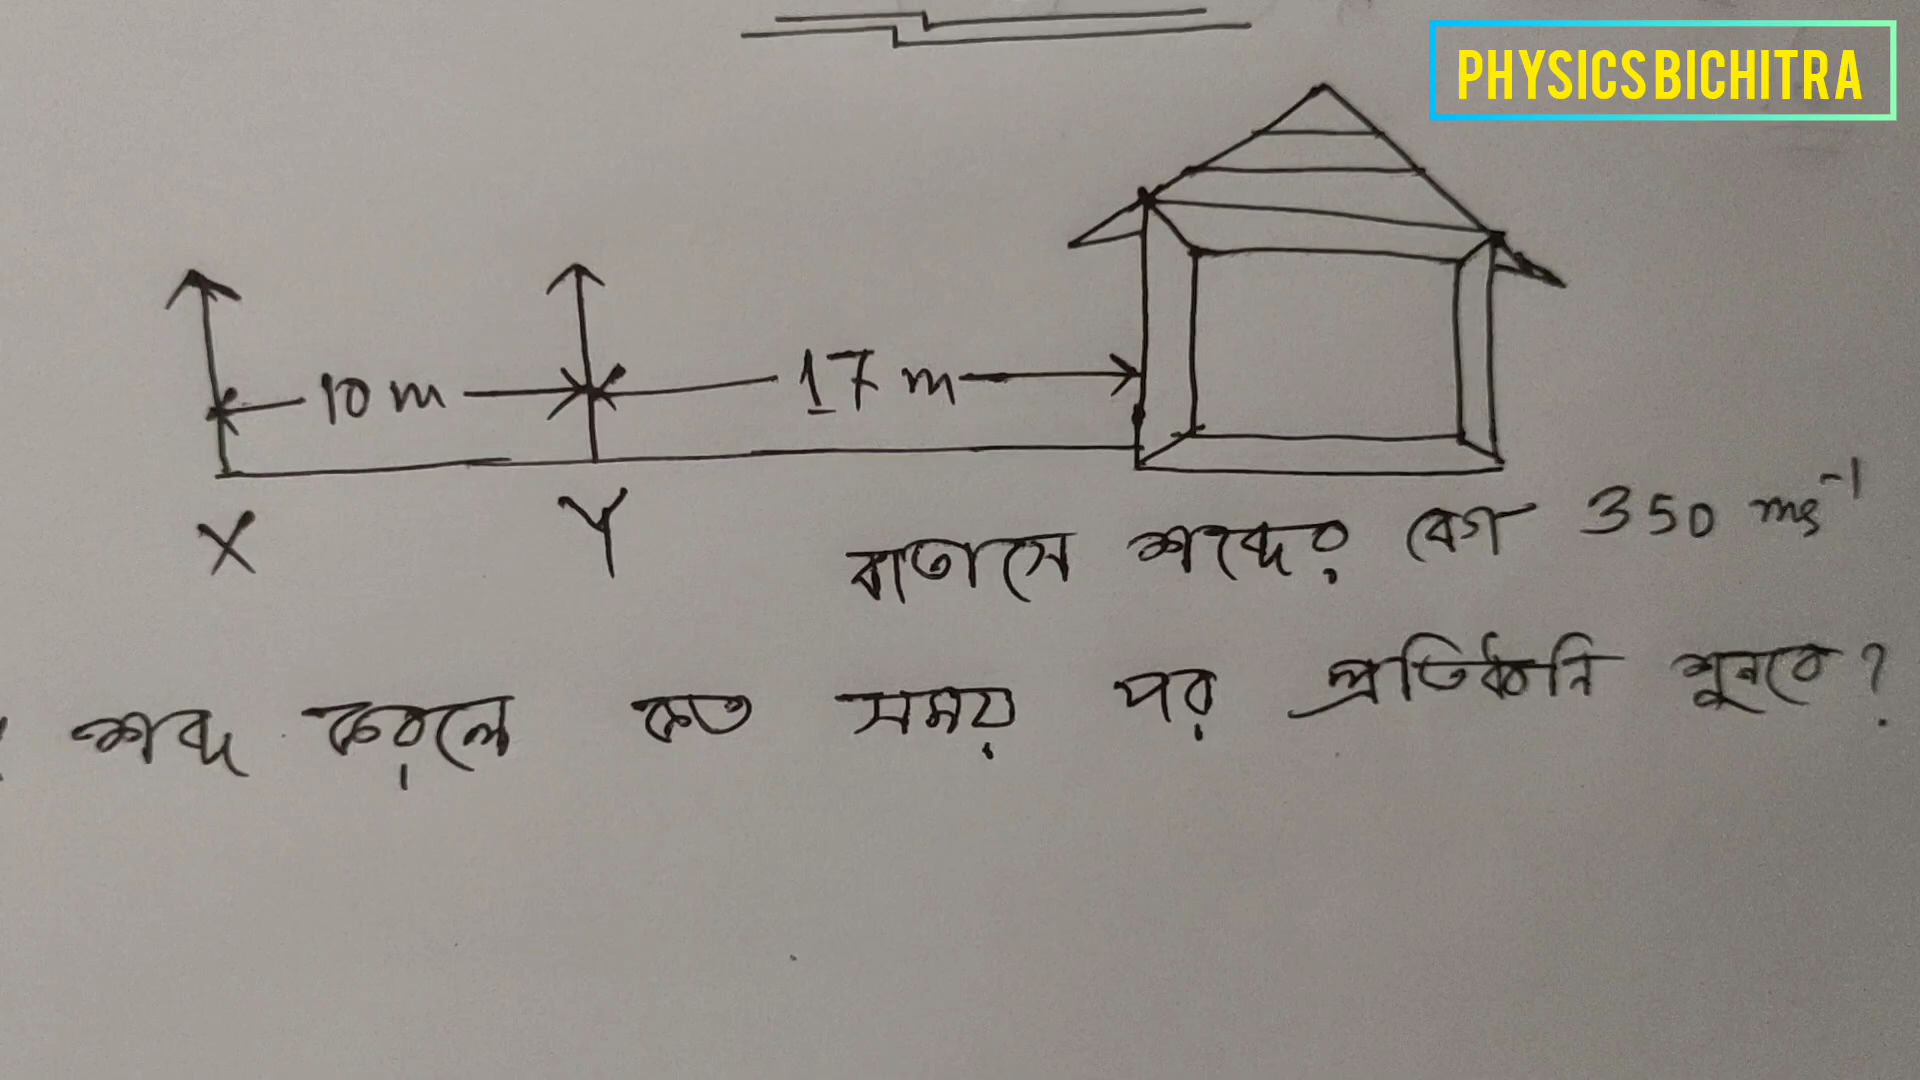 PHYSICS BICHITRA
10 m
17 m
X
Y
বাতাসে শব্দের বেগ 350 ms⁻¹
শব্দ করলে কত সময় পর প্রতিধ্বনি শুনবে?